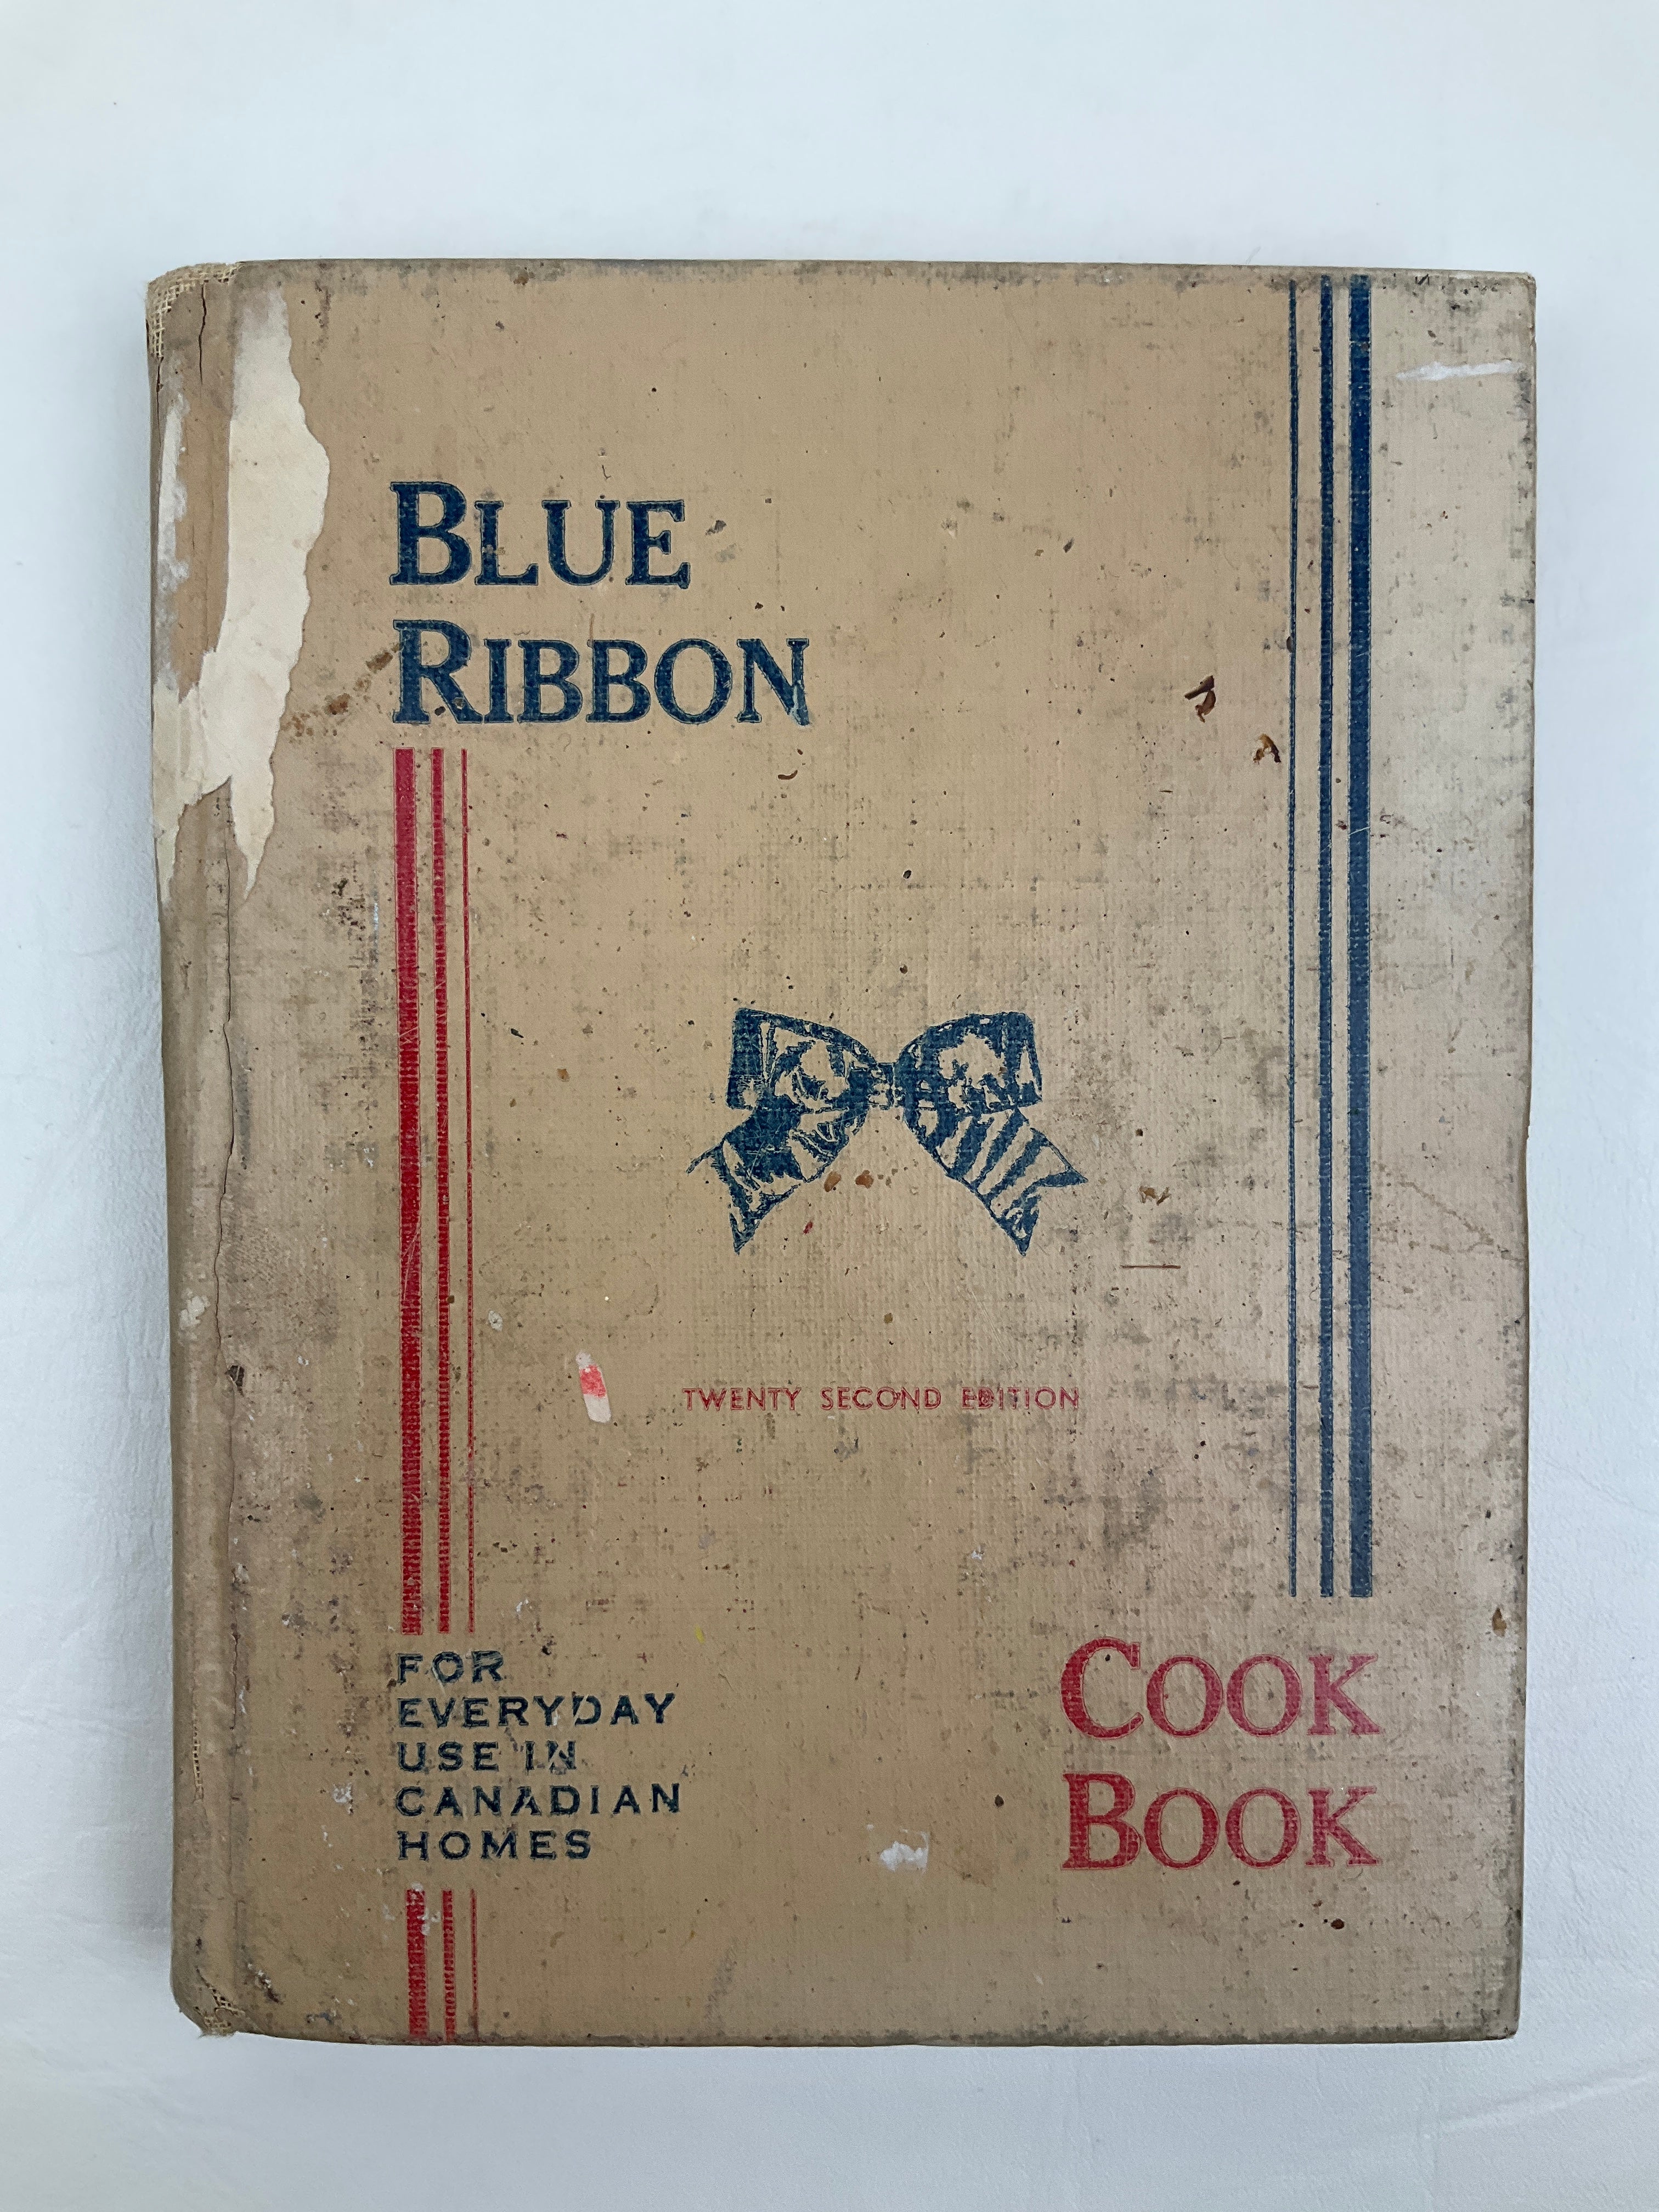 BLUE
RIBBON
TWENTY SECOND EDITION
FOR
EVERYDAY
USE IN
CANADIAN
HOMES
COOK
BOOK